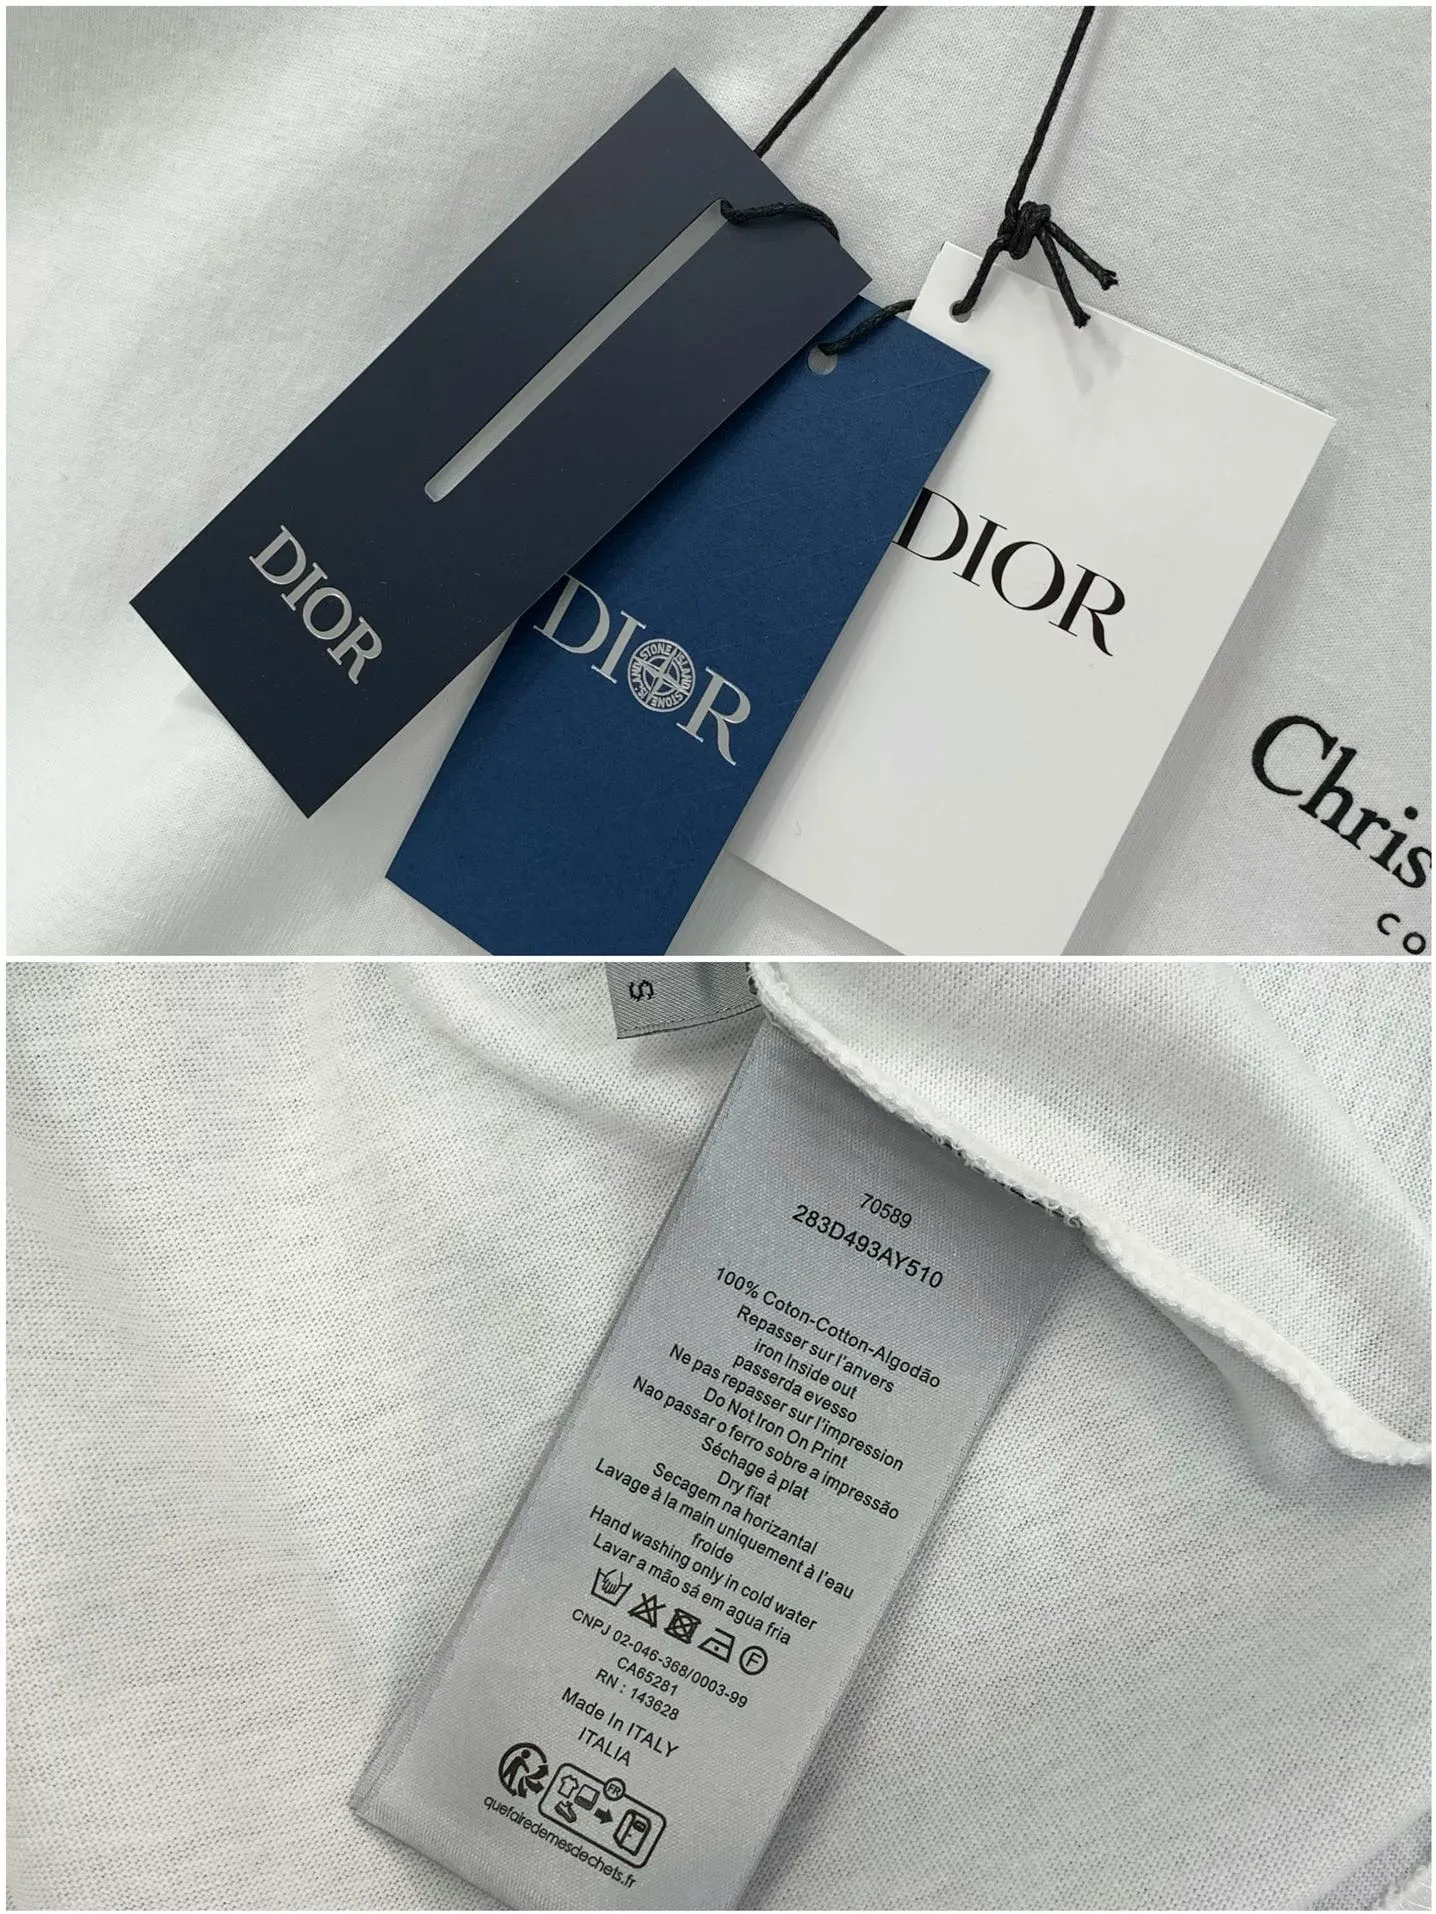 DIOR
DIOR
STONE ISLAND
STONE ISLAND
DIOR
Chris
CO
S
70589
283D493AY510
100% Coton-Cotton-Algodão
Repasser sur l'anvers
iron Inside out
passerda evesso
Ne pas repasser sur l'impression
Do Not Iron On Print
Nao passar o ferro sobre a impressão
Séchage à plat
Dry fiat
Secagem na horizantal
Lavage à la main uniquement à l'eau
froide
Hand washing only in cold water
Lavar a mão sá em agua fria
F
CNPJ 02-046-368/0003-99
CA65281
RN : 143628
Made In ITALY
ITALIA
FR
quefairedemesdechets.fr